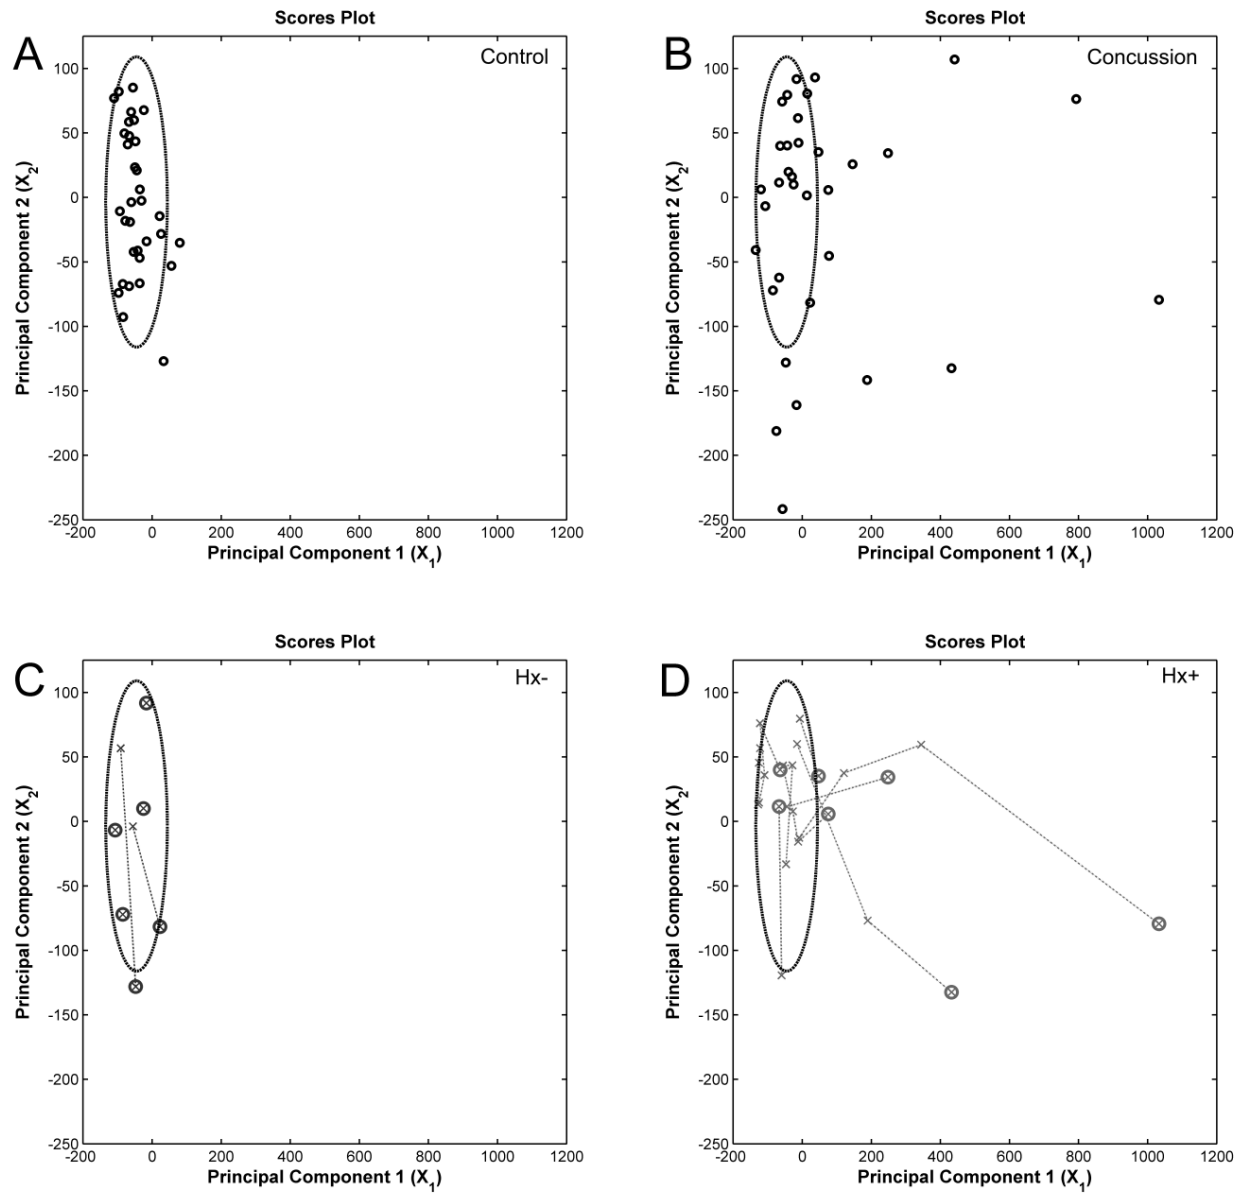 Scores Plot
A
Control
100
50
0
-50
-100
-150
-200
-250
Principal Component 2 (X2)
-200 0 200 400 600 800 1000 1200
Principal Component 1 (X1)
Scores Plot
B
Concussion
100
50
0
-50
-100
-150
-200
-250
Principal Component 2 (X2)
-200 0 200 400 600 800 1000 1200
Principal Component 1 (X1)
Scores Plot
C
Hx-
100
50
0
-50
-100
-150
-200
-250
Principal Component 2 (X2)
-200 0 200 400 600 800 1000 1200
Principal Component 1 (X1)
Scores Plot
D
Hx+
100
50
0
-50
-100
-150
-200
-250
Principal Component 2 (X2)
-200 0 200 400 600 800 1000 1200
Principal Component 1 (X1)